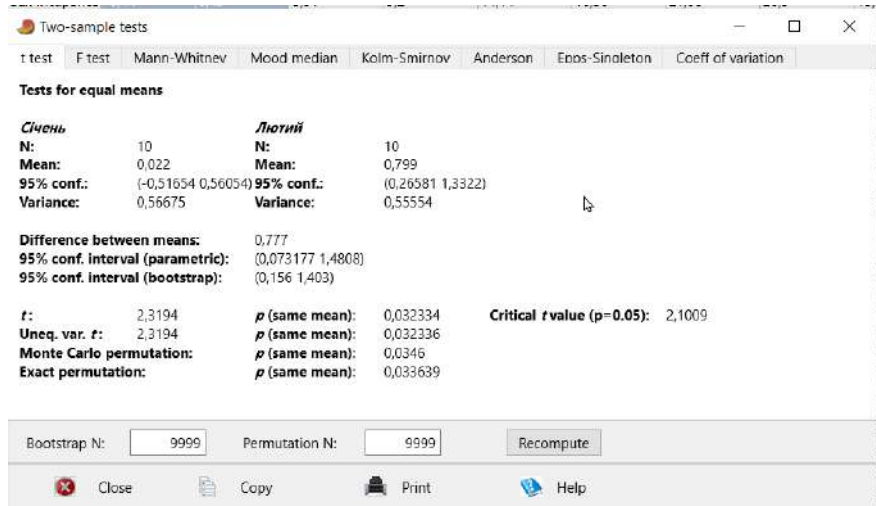 Two-sample tests
t test F test Mann-Whitney Mood median Kolm-Smirnov Anderson Epps-Singleton Coeff of variation
Tests for equal means
Січень Лютий
N: 10 N: 10
Mean: 0,022 Mean: 0,799
95% conf.: (-0,51654 0,56054) 95% conf.: (0,26581 1,3322)
Variance: 0,56675 Variance: 0,55554
Difference between means: 0,777
95% conf. interval (parametric): (0,073177 1,4808)
95% conf. interval (bootstrap): (0,156 1,403)
t: 2,3194 p (same mean): 0,032334 Critical t value (p=0.05): 2,1009
Uneq. var. t: 2,3194 p (same mean): 0,032336
Monte Carlo permutation: p (same mean): 0,0346
Exact permutation: p (same mean): 0,033639
Bootstrap N: 9999 Permutation N: 9999 Recompute
Close Copy Print Help